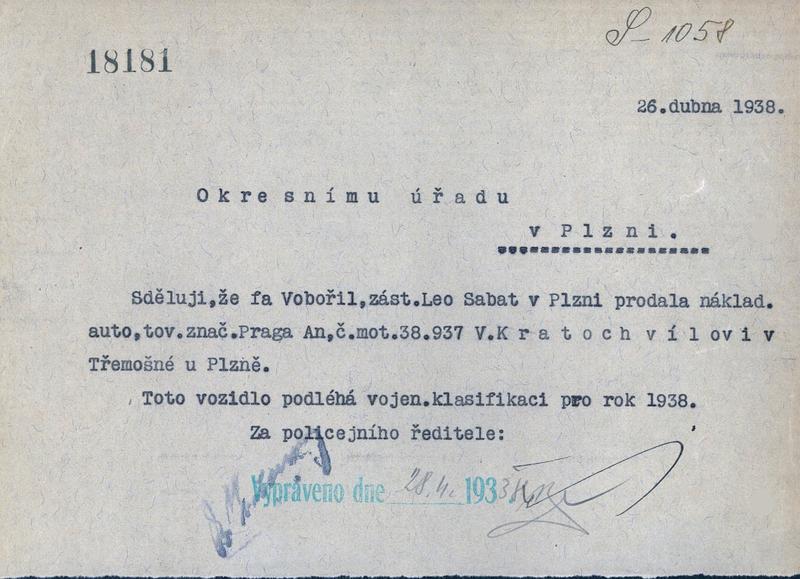 S-1058
18181
26.dubna 1938.
Okresnímu úřadu
v Plzni.
Sděluji,že fa Vobořil,zást.Leo Sabat v Plzni prodala náklad.
auto,tov.znač.Praga An,č.mot.38.937 V.Kratochvílovi v
Třemošné u Plzně.
Toto vozidlo podléhá vojen.klasifikaci pro rok 1938.
Za policejního ředitele:
Vypraveno dne 28.4. 1938